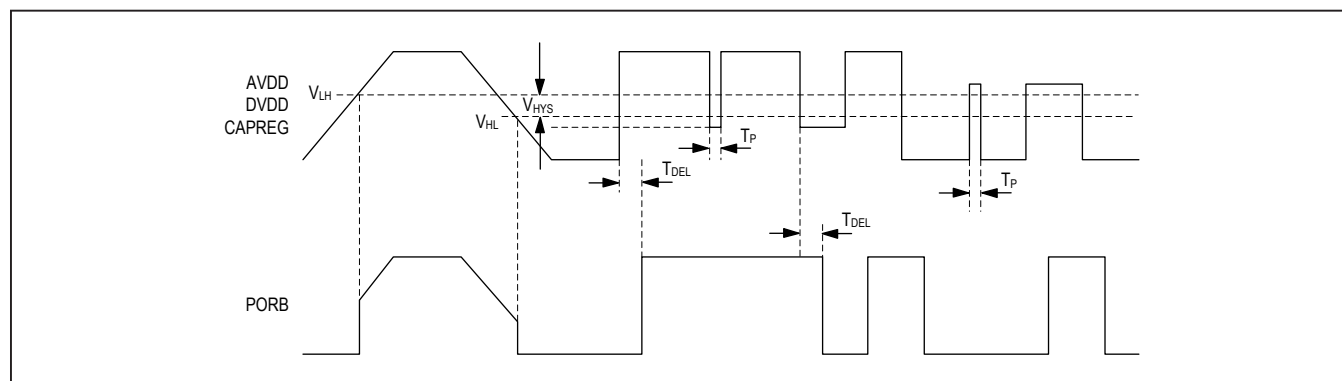 AVDD
DVDD
CAPREG
VLH
VHYS
VHL
TP
TDEL
TP
TDEL
PORB